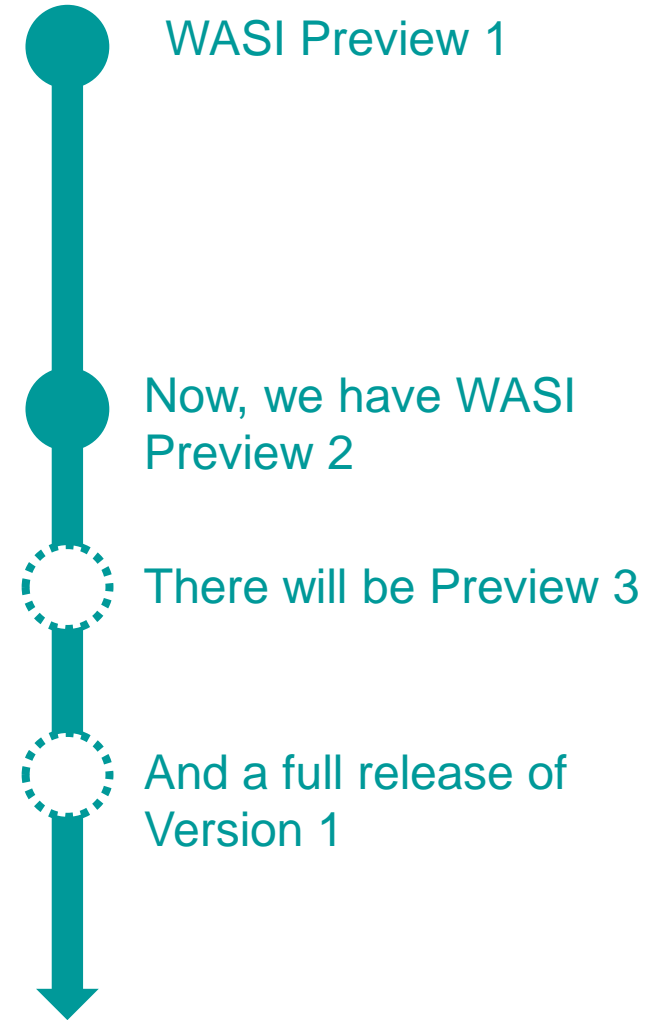 WASI Preview 1
Now, we have WASI
Preview 2
There will be Preview 3
And a full release of
Version 1